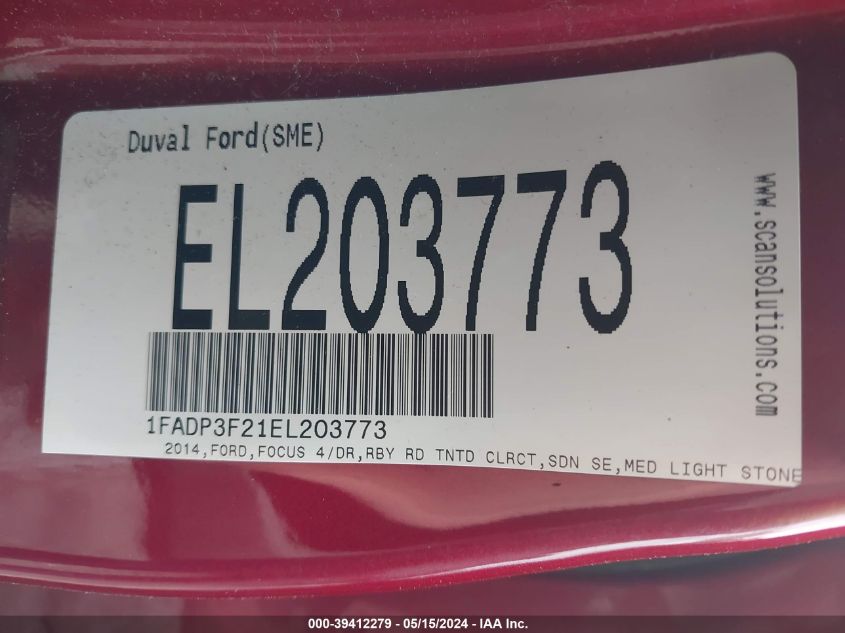 Duval Ford(SME)
EL203773
www.scansolutions.com
1FADP3F21EL203773
2014,FORD,FOCUS 4/DR,RBY RD TNTD CLRCT,SDN SE,MED LIGHT STONE
000-39412279 - 05/15/2024 - IAA Inc.